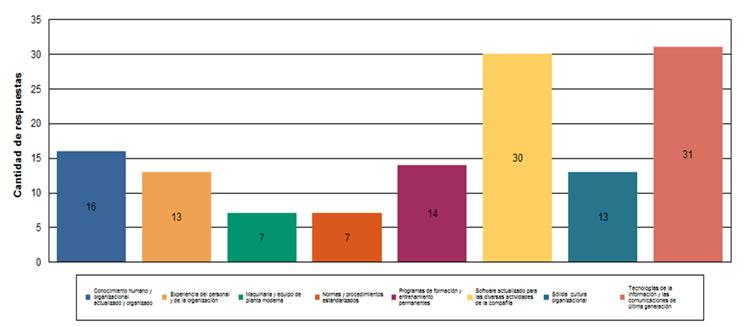 Cantidad de respuestas
35
30
25
20
15
10
5
0
16
13
7
7
14
30
13
31
Conocimiento humano y
organizacional
actualizado y organizado
Experiencia del personal
y de la organización
Maquinaria y equipo de
planta moderna
Normas y procedimientos
estandarizados
Programas de formación y
entrenamiento
permanentes
Software actualizado para
las diversas actividades
de la compañía
Sólida cultura
organizacional
Tecnologías de la
información y las
comunicaciones de
última generación